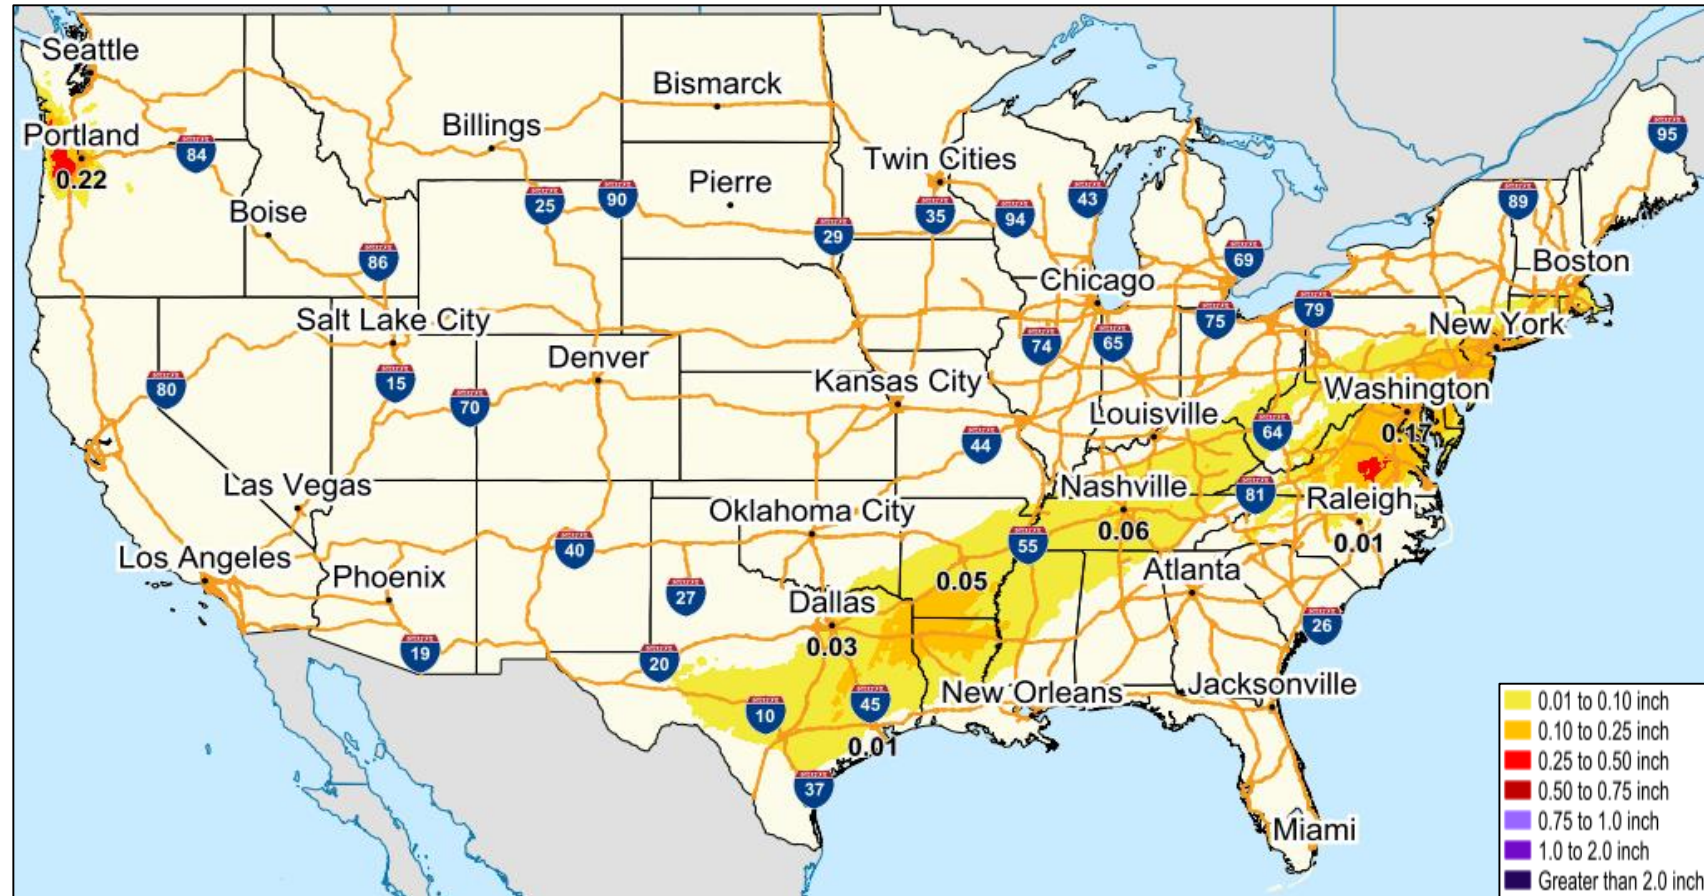 Seattle
Bismarck
Portland
Billings
95
84
Twin Cities
0.22
Pierre
90
25
43
89
Boise
35
94
29
86
69
Boston
Chicago
Salt Lake City
79
75
New York
74
65
Denver
80
15
Kansas City
Washington
70
Louisville
64
0.17
44
Las Vegas
Nashville
81
Raleigh
Oklahoma City
0.06
0.01
55
40
Los Angeles
Phoenix
0.05
Atlanta
27
Dallas
26
0.03
19
20
New Orleans
Jacksonville
45
10
0.01
37
Miami
0.01 to 0.10 inch
0.10 to 0.25 inch
0.25 to 0.50 inch
0.50 to 0.75 inch
0.75 to 1.0 inch
1.0 to 2.0 inch
Greater than 2.0 inch